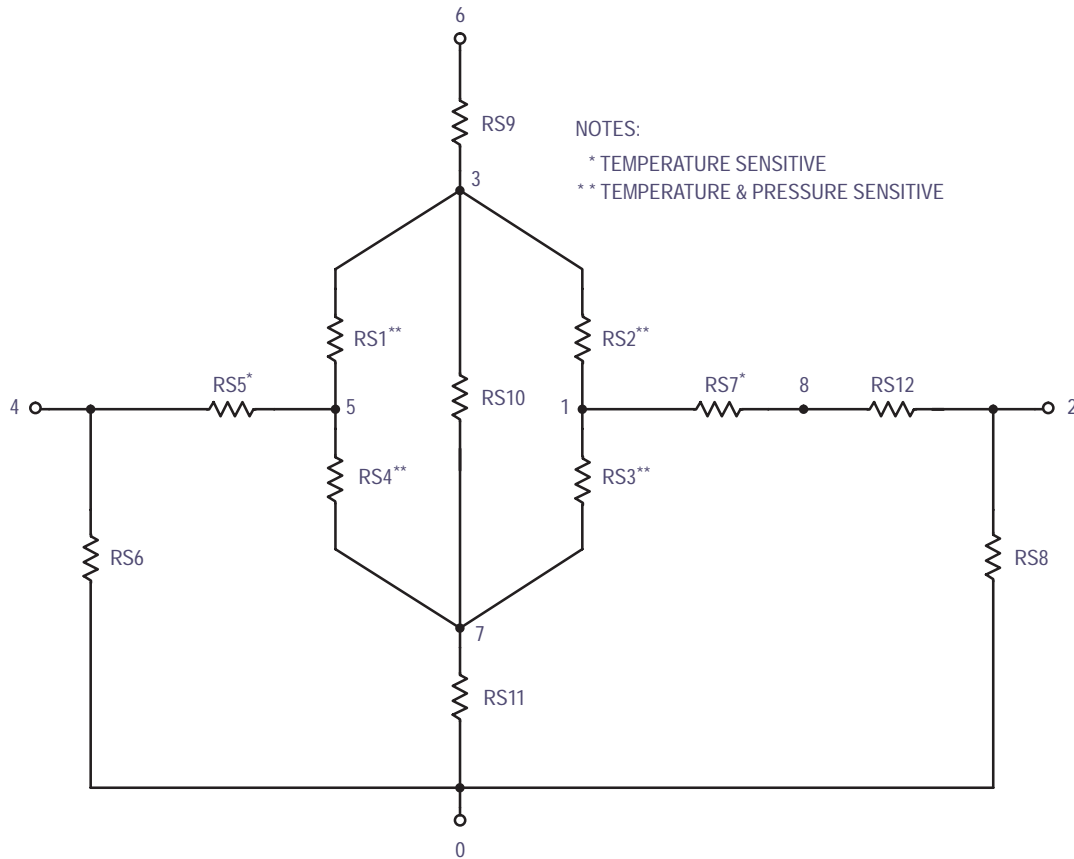 6
RS9
NOTES:
* TEMPERATURE SENSITIVE
** TEMPERATURE & PRESSURE SENSITIVE
3
RS1**
RS2**
RS5*
RS10
RS7*
8
RS12
4
5
1
2
RS4**
RS3**
RS6
RS8
7
RS11
0